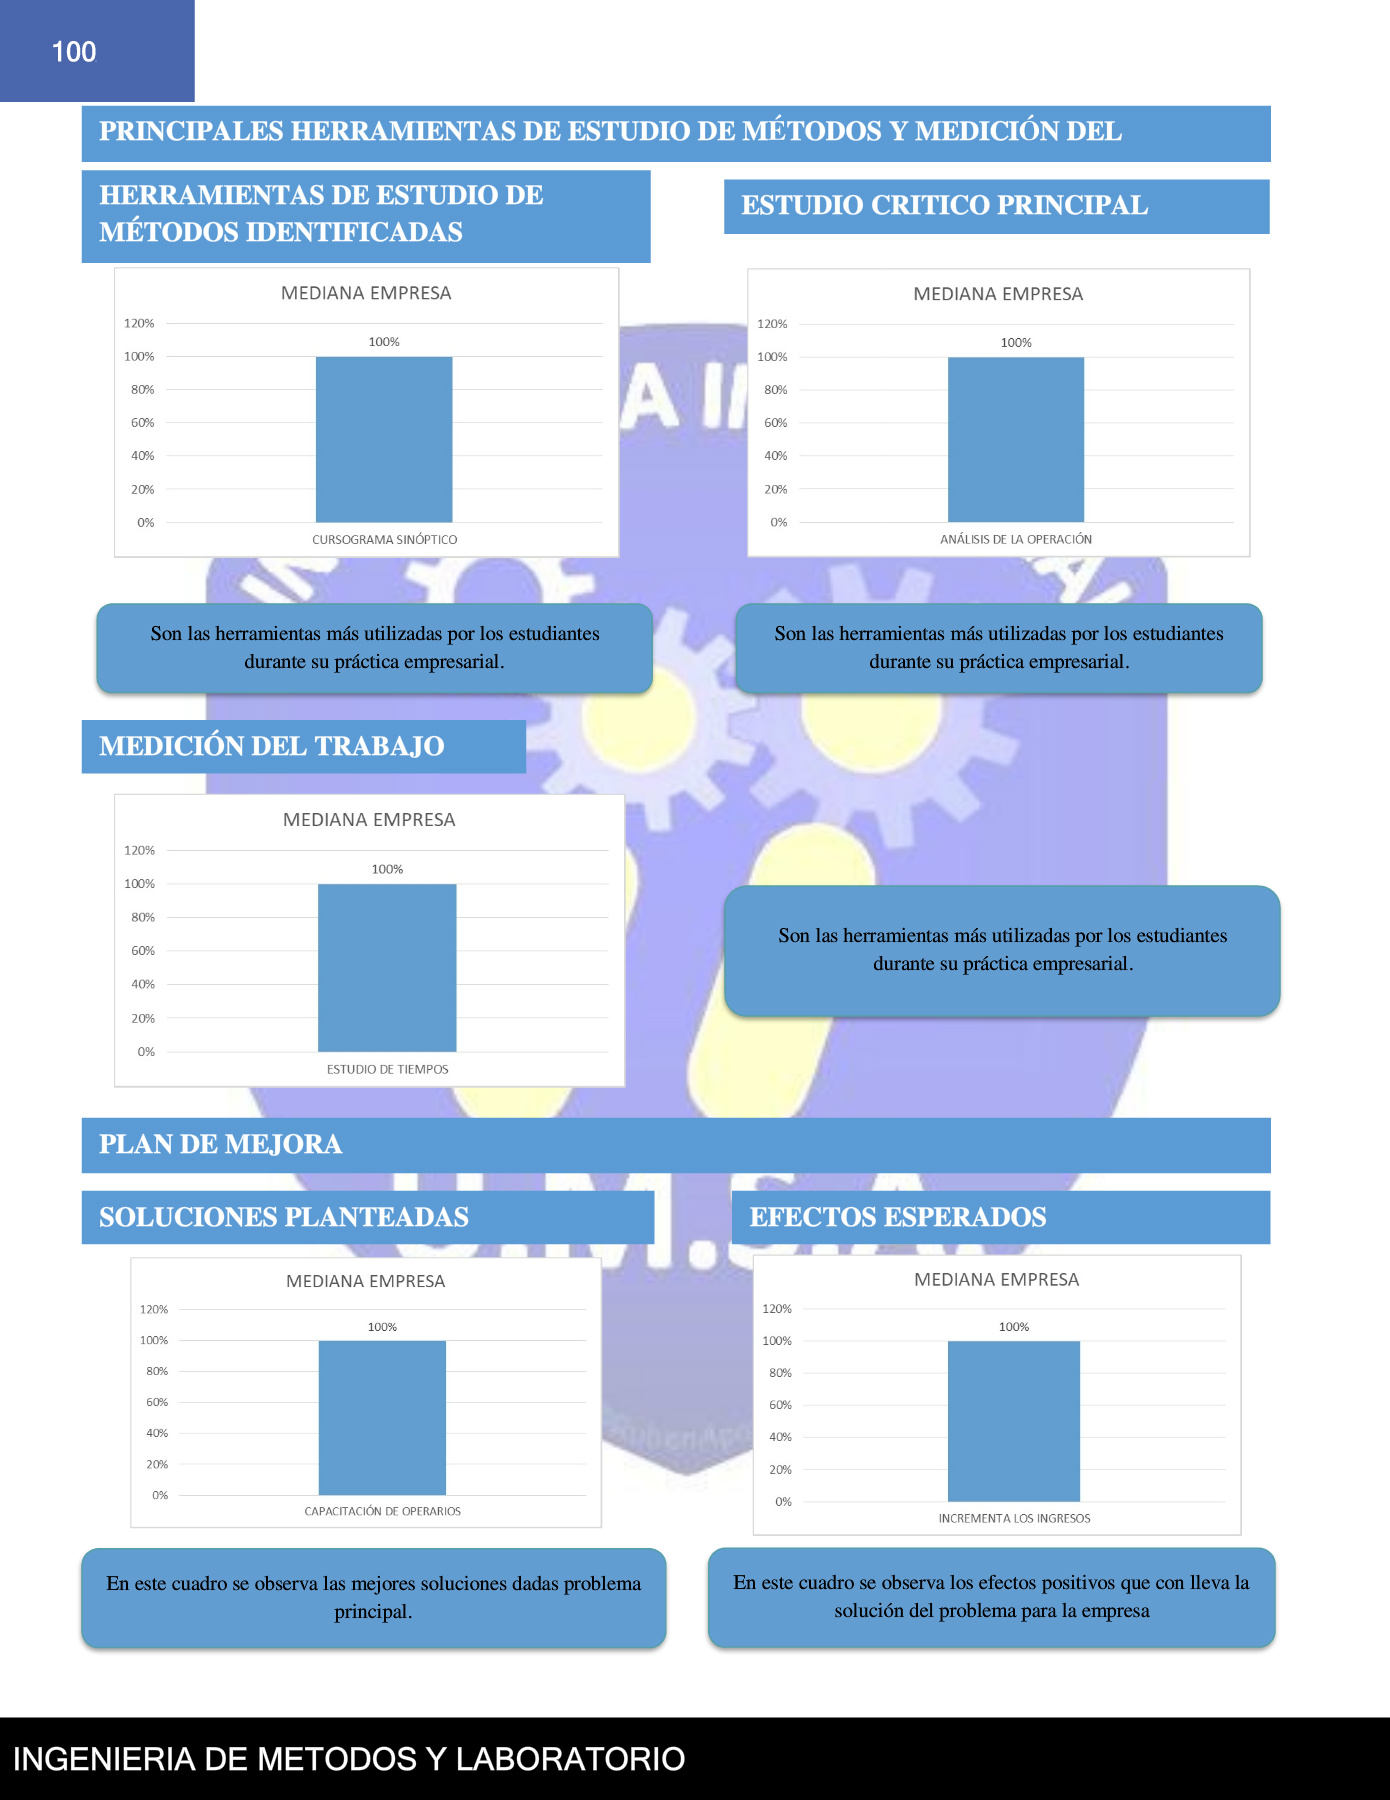 100
PRINCIPALES HERRAMIENTAS DE ESTUDIO DE MÉTODOS Y MEDICIÓN DEL
HERRAMIENTAS DE ESTUDIO DE
MÉTODOS IDENTIFICADAS
MEDIANA EMPRESA
120%
100%
100%
80%
60%
40%
20%
0%
CURSOGRAMA SINÓPTICO
Son las herramientas más utilizadas por los estudiantes
durante su práctica empresarial.
ESTUDIO CRITICO PRINCIPAL
MEDIANA EMPRESA
120%
100%
100%
80%
60%
40%
20%
0%
ANÁLISIS DE LA OPERACIÓN
Son las herramientas más utilizadas por los estudiantes
durante su práctica empresarial.
MEDICIÓN DEL TRABAJO
MEDIANA EMPRESA
120%
100%
100%
80%
60%
40%
20%
0%
ESTUDIO DE TIEMPOS
Son las herramientas más utilizadas por los estudiantes
durante su práctica empresarial.
PLAN DE MEJORA
SOLUCIONES PLANTEADAS
MEDIANA EMPRESA
120%
100%
100%
80%
60%
40%
20%
0%
CAPACITACIÓN DE OPERARIOS
En este cuadro se observa las mejores soluciones dadas problema
principal.
EFECTOS ESPERADOS
MEDIANA EMPRESA
120%
100%
100%
80%
60%
40%
20%
0%
INCREMENTA LOS INGRESOS
En este cuadro se observa los efectos positivos que con lleva la
solución del problema para la empresa
INGENIERIA DE METODOS Y LABORATORIO